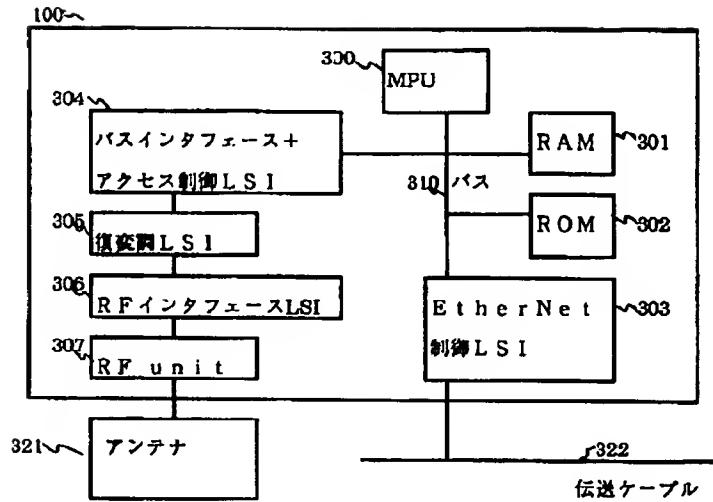 100
300
MPU
304
バスインタフェース+
アクセス制御LSI
RAM
301
310
バス
305
復変調LSI
ROM
302
306
RFインタフェースLSI
EtherNet
制御LSI
303
307
RF unit
321
アンテナ
322
伝送ケーブル